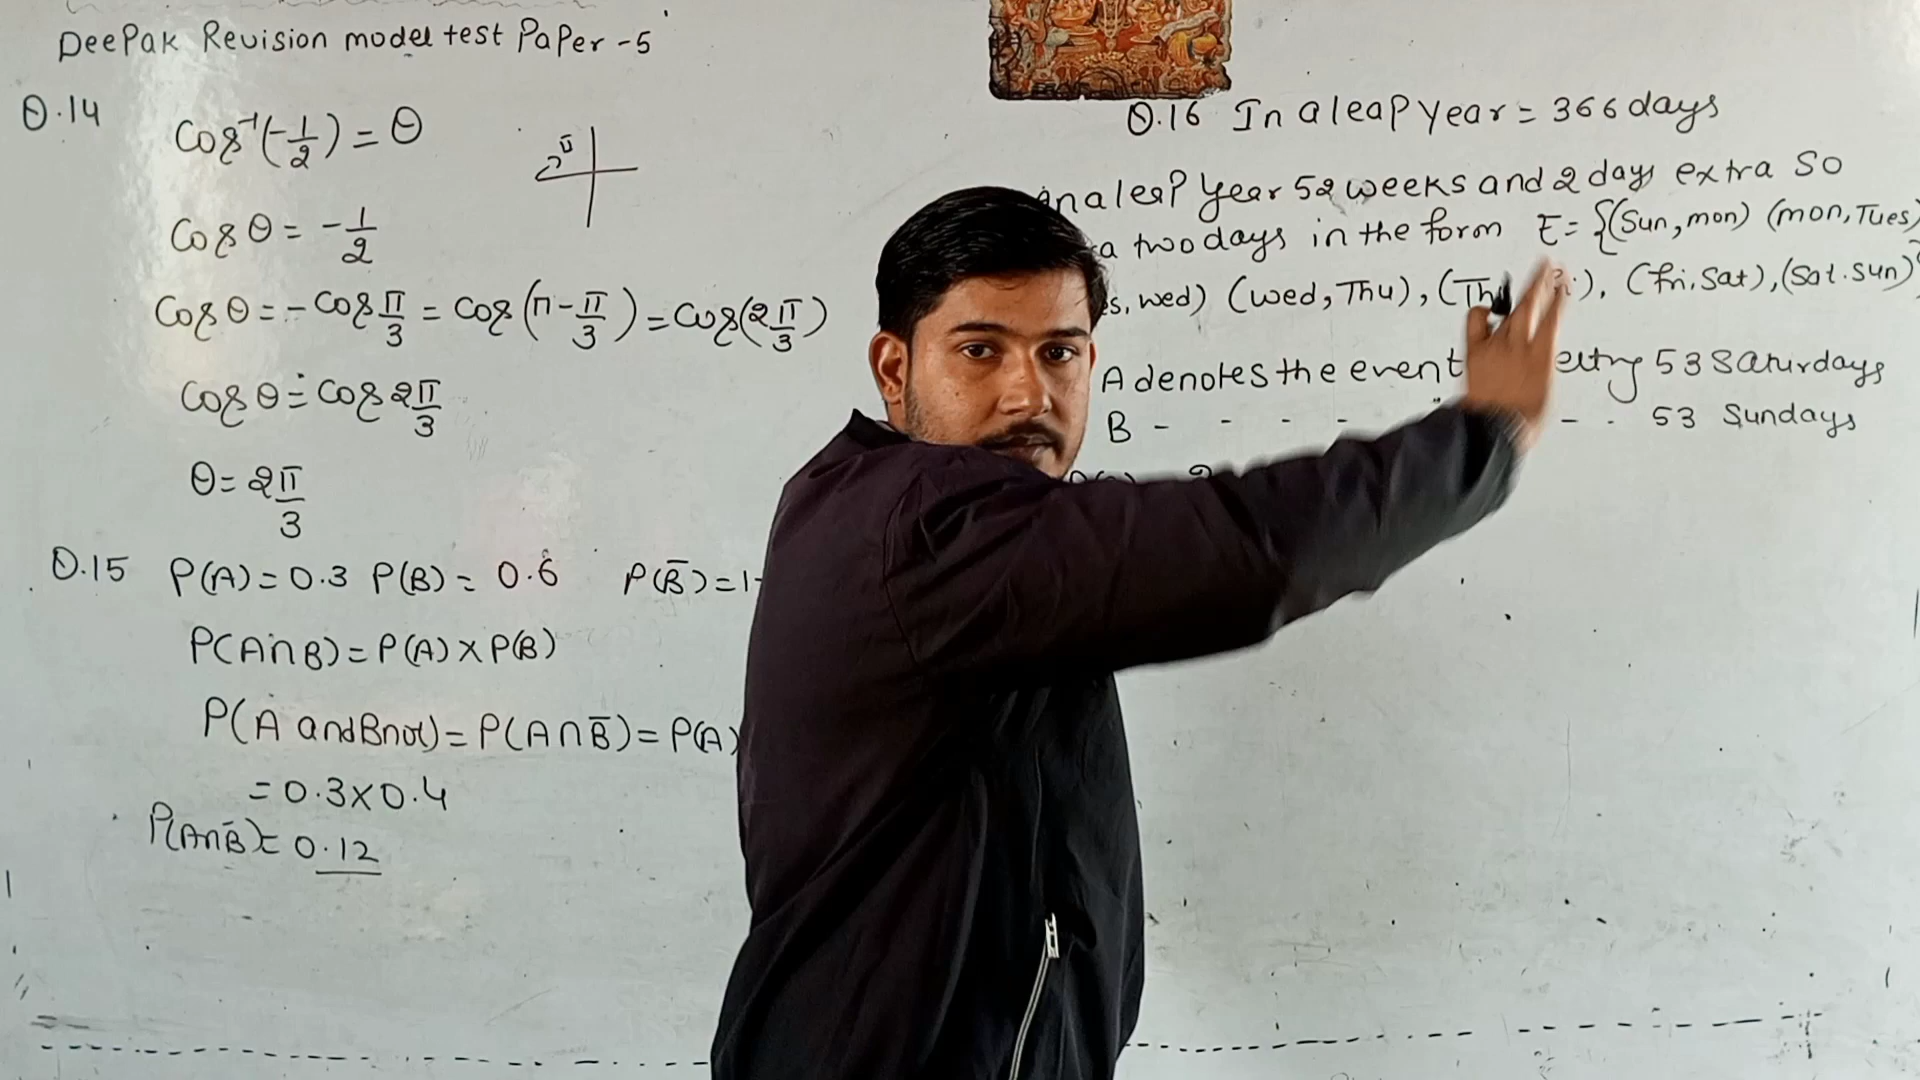 DeePak Revision model test PaPer -5
Q.14
Cos⁻¹(-1/2) = θ
II
Cos θ = -1/2
Cos θ = - Cos π/3 = Cos (π - π/3) = Cos(2π/3)
Cos θ = Cos 2π/3
θ = 2π/3
Q.15 P(A) = 0.3 P(B) = 0.6 P(B̅) = 1-
P(A∩B) = P(A) x P(B)
P(A and B not) = P(A∩B̅) = P(A)
= 0.3 x 0.4
P(A∩B̅) = 0.12
Q.16 In a leap year = 366 days
In a leap year 52 weeks and 2 days extra so
a two days in the form E = {(Sun, mon) (mon, Tues)
es, wed) (wed, Thu), (Th ), (fri, Sat), (Sat. Sun)}
A denotes the event etting 53 Saturdays
B - - - - - - 53 Sundays